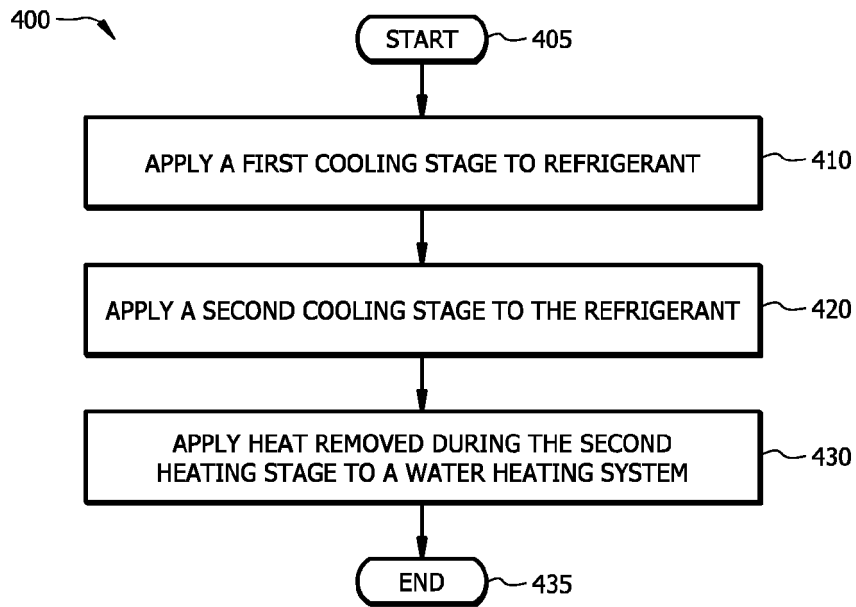 400
START
405
APPLY A FIRST COOLING STAGE TO REFRIGERANT
410
APPLY A SECOND COOLING STAGE TO THE REFRIGERANT
420
APPLY HEAT REMOVED DURING THE SECOND
HEATING STAGE TO A WATER HEATING SYSTEM
430
END
435